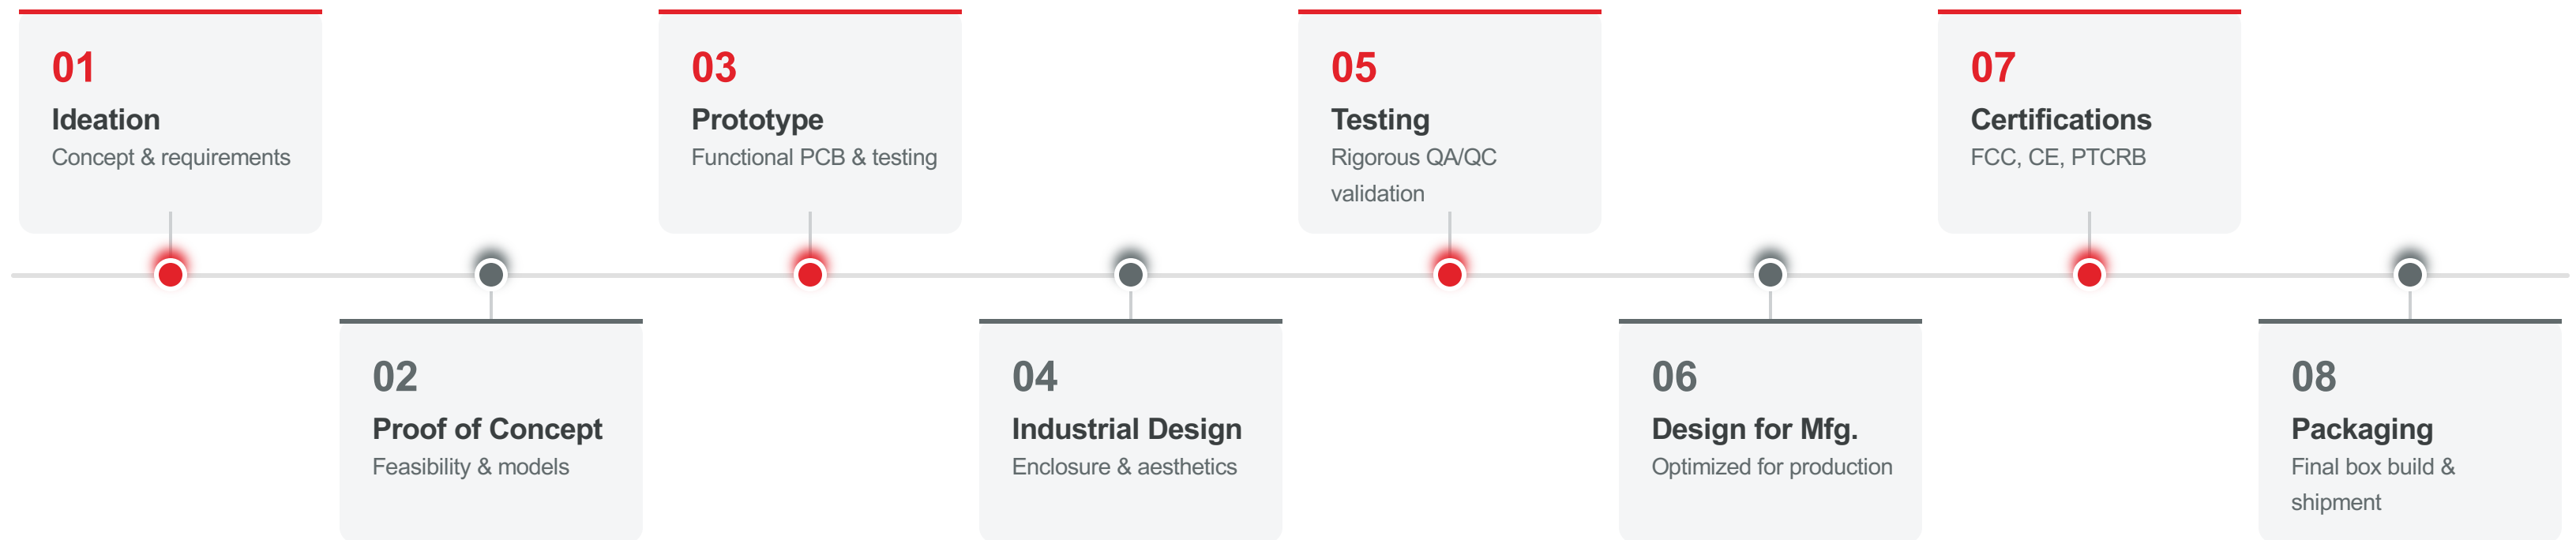 01
Ideation
Concept & requirements
02
Proof of Concept
Feasibility & models
03
Prototype
Functional PCB & testing
04
Industrial Design
Enclosure & aesthetics
05
Testing
Rigorous QA/QC
validation
06
Design for Mfg.
Optimized for production
07
Certifications
FCC, CE, PTCRB
08
Packaging
Final box build &
shipment